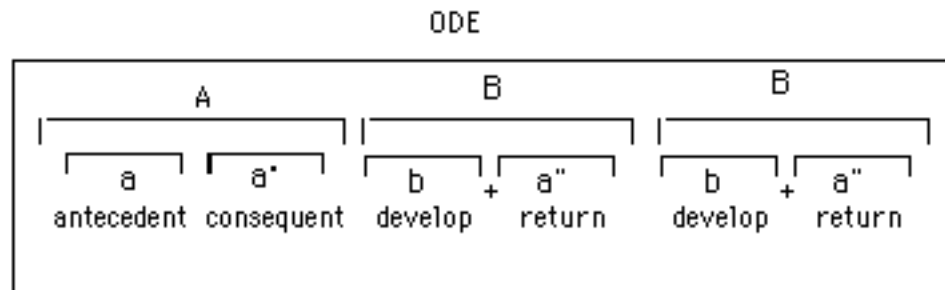 ODE
A B B
a a' b + a" b + a"
antecedent consequent develop return develop return